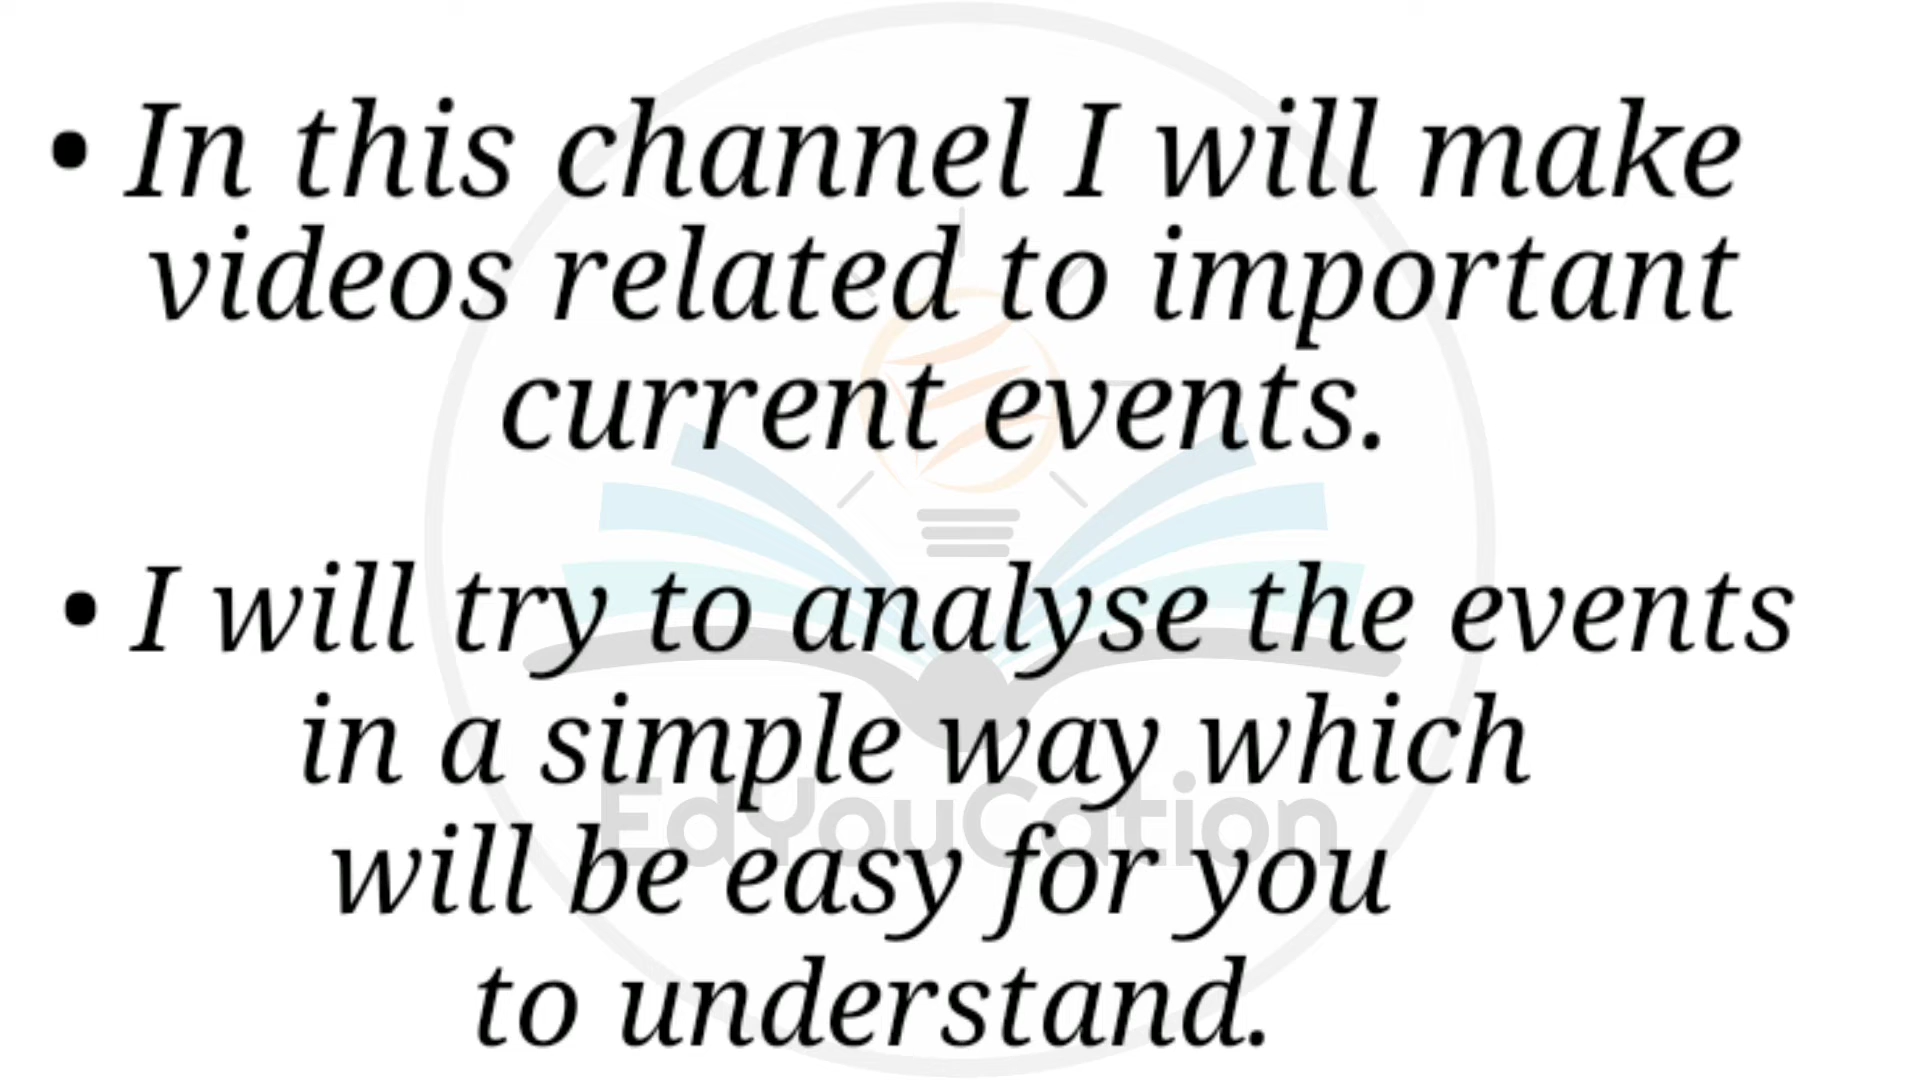 • In this channel I will make
videos related to important
current events.
• I will try to analyse the events
in a simple way which
EdYouCation
will be easy for you
to understand.